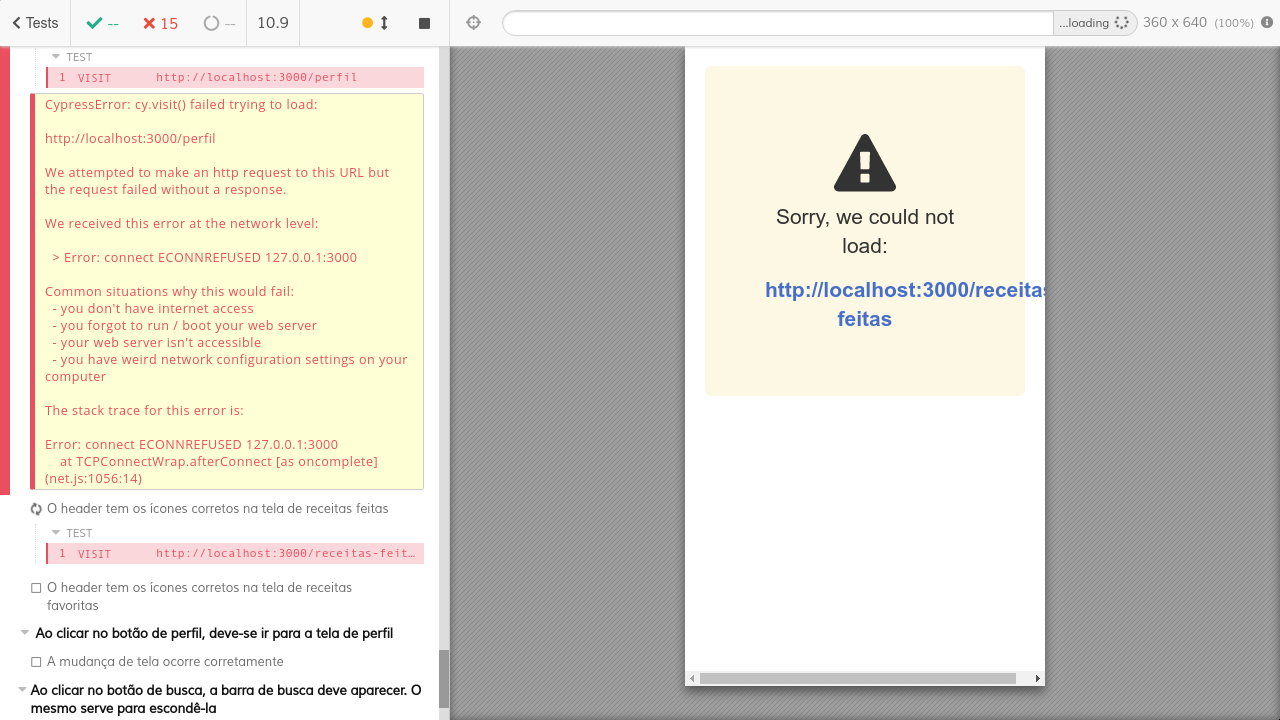 Tests
--
15
--
10.9
...loading
360 x 640 (100%)
TEST
1 VISIT http://localhost:3000/perfil
CypressError: cy.visit() failed trying to load:
http://localhost:3000/perfil
We attempted to make an http request to this URL but
the request failed without a response.
We received this error at the network level:
> Error: connect ECONNREFUSED 127.0.0.1:3000
Common situations why this would fail:
- you don't have internet access
- you forgot to run / boot your web server
- your web server isn't accessible
- you have weird network configuration settings on your
computer
The stack trace for this error is:
Error: connect ECONNREFUSED 127.0.0.1:3000
at TCPConnectWrap.afterConnect [as oncomplete]
(net.js:1056:14)
O header tem os ícones corretos na tela de receitas feitas
TEST
1 VISIT http://localhost:3000/receitas-feit…
O header tem os ícones corretos na tela de receitas
favoritas
Ao clicar no botão de perfil, deve-se ir para a tela de perfil
A mudança de tela ocorre corretamente
Ao clicar no botão de busca, a barra de busca deve aparecer. O
mesmo serve para escondê-la
Sorry, we could not
load:
http://localhost:3000/receitas
feitas